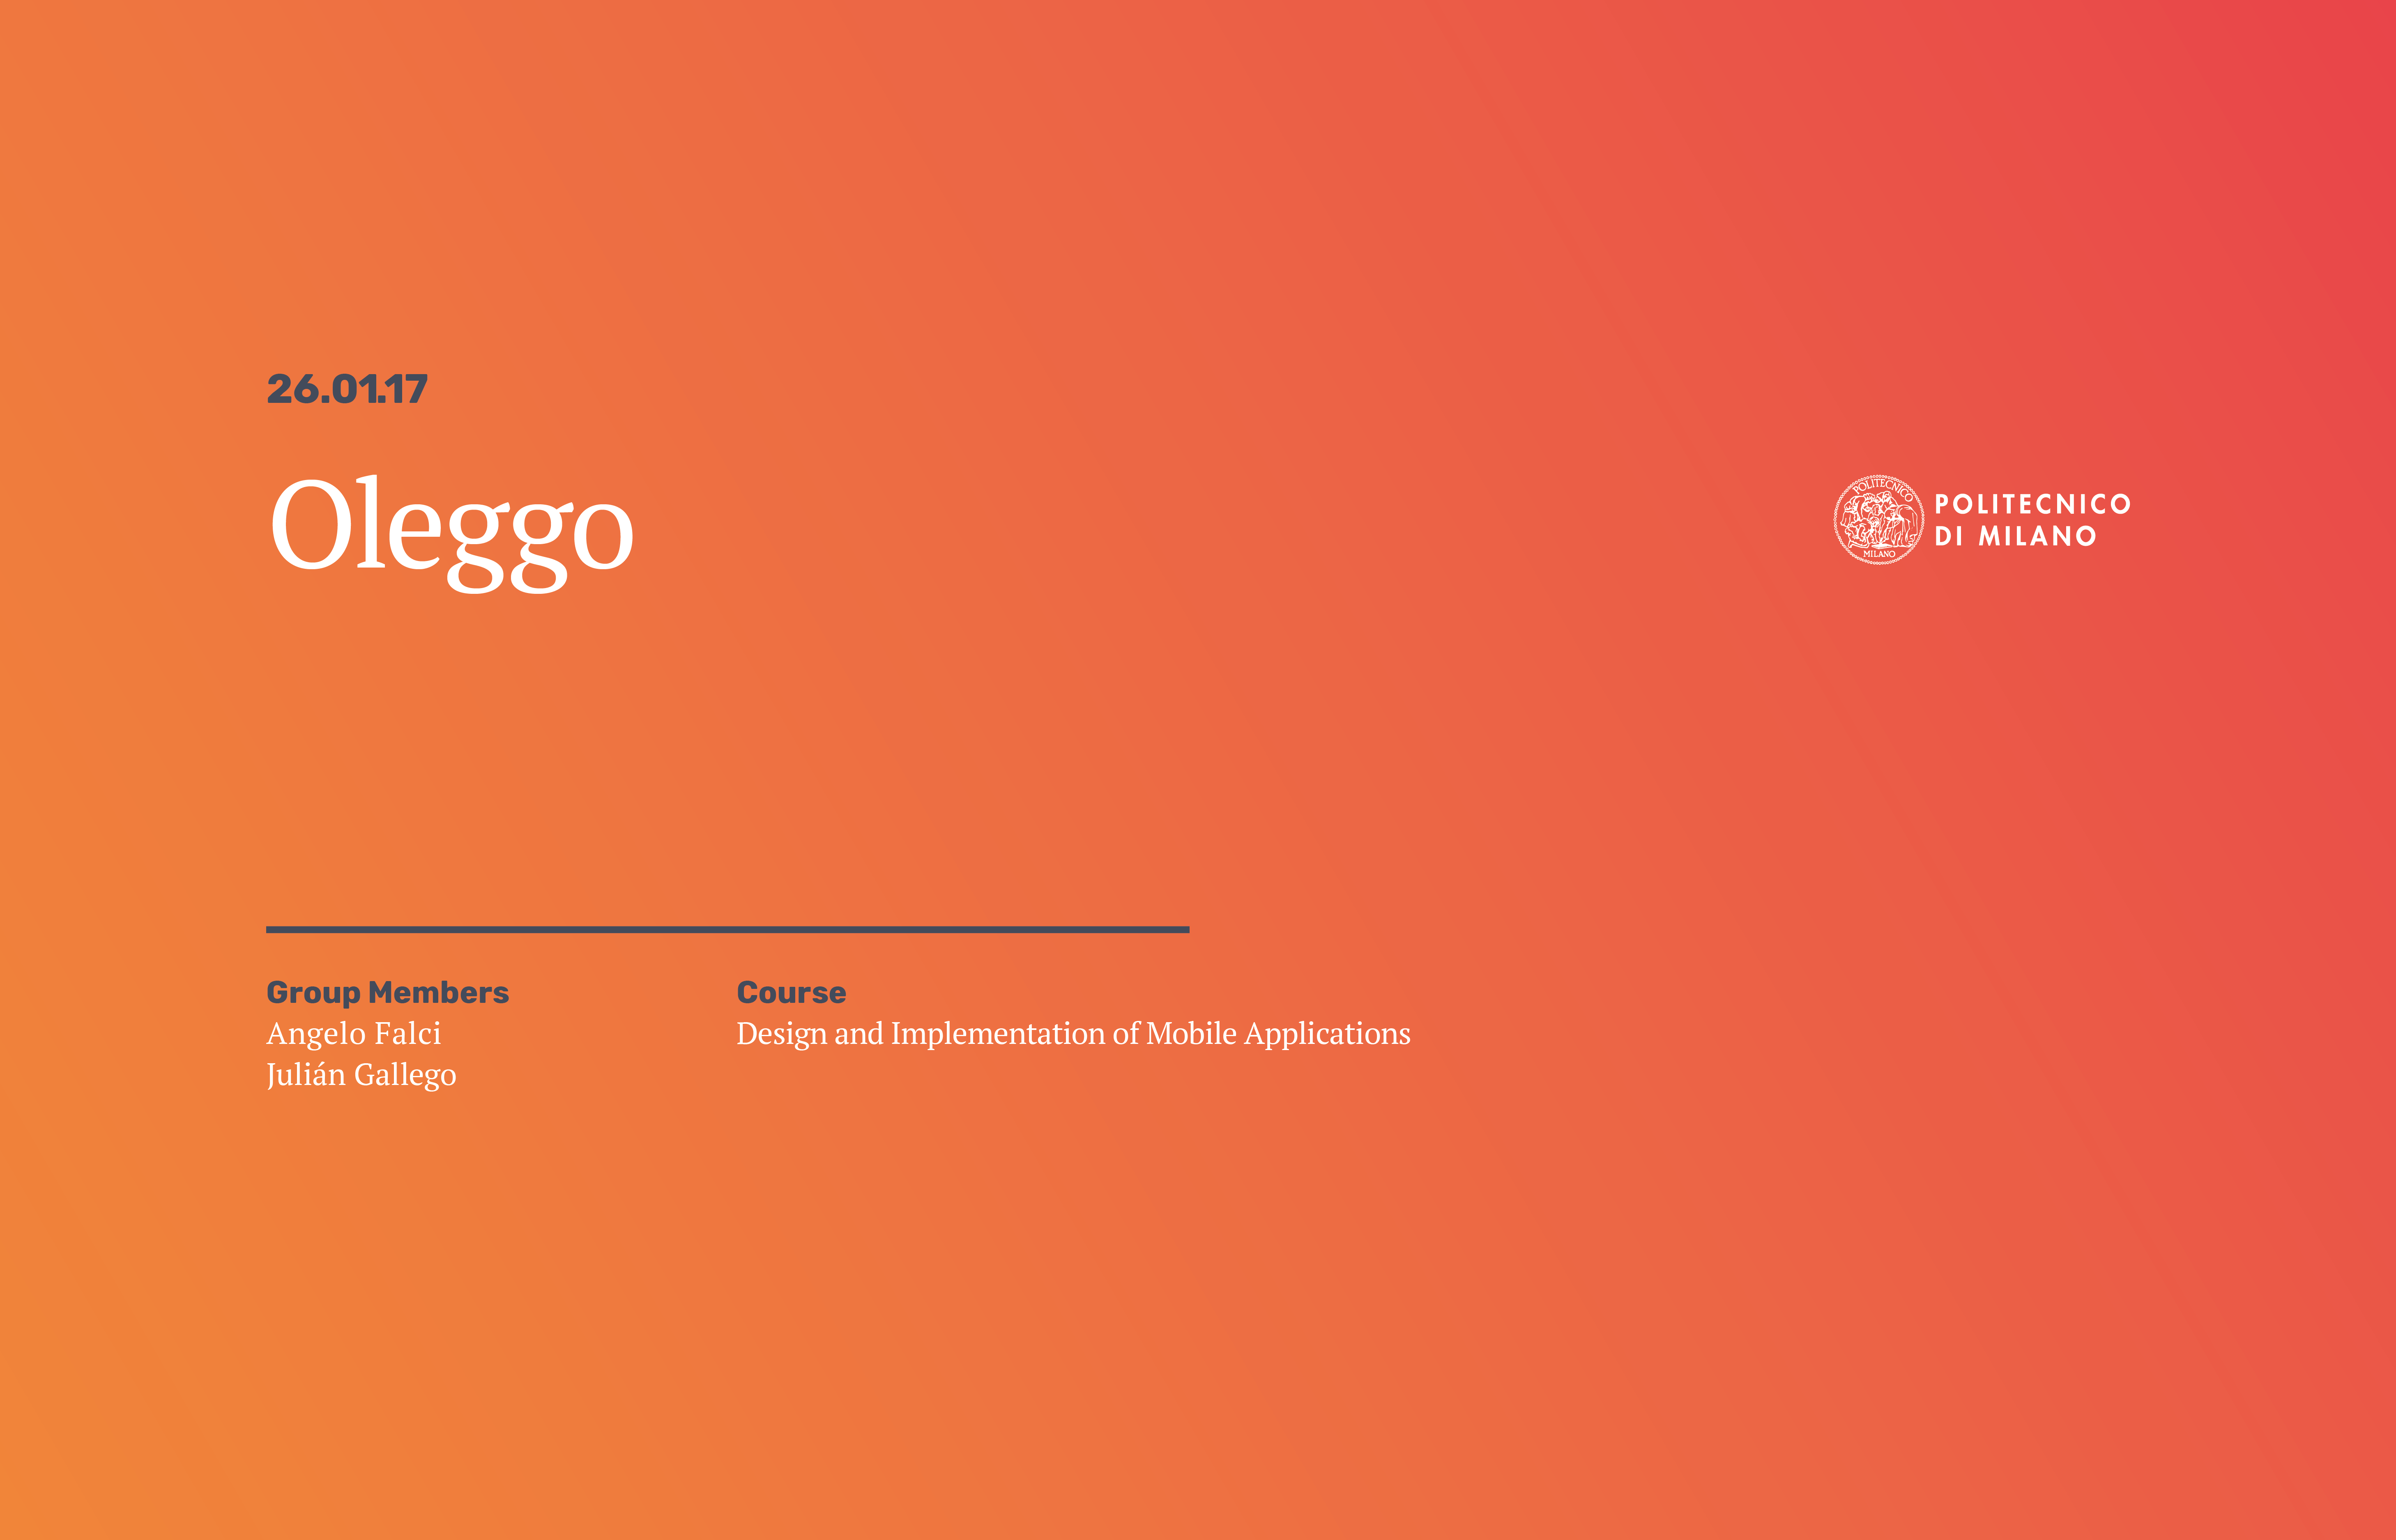 26.01.17
Oleggo
POLITECNICO
MILANO
POLITECNICO
DI MILANO
Group Members
Angelo Falci
Julián Gallego
Course
Design and Implementation of Mobile Applications